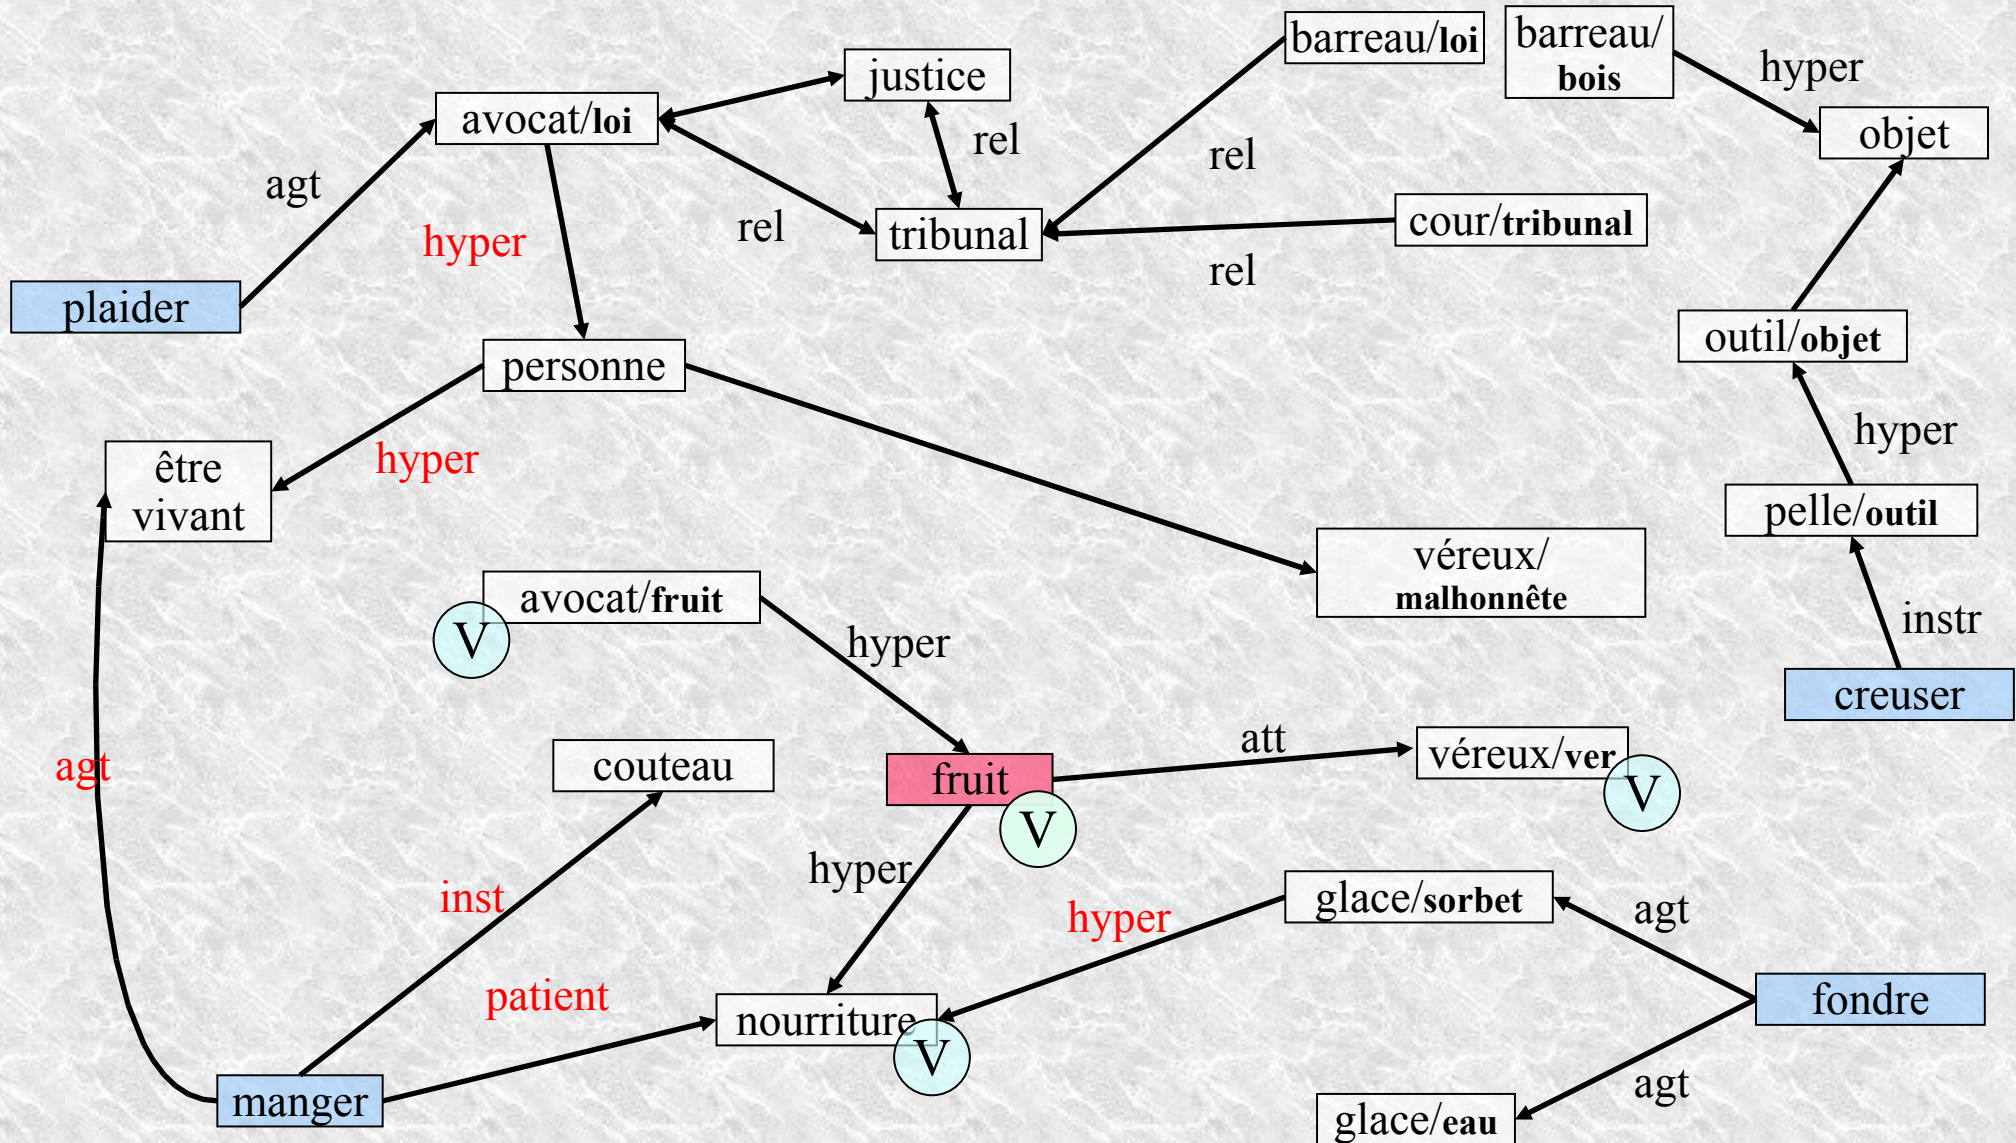 barreau/loi
barreau/
bois
hyper
justice
avocat/loi
objet
rel
rel
agt
rel
tribunal
cour/tribunal
hyper
rel
plaider
outil/objet
personne
hyper
hyper
être
vivant
pelle/outil
véreux/
malhonnête
avocat/fruit
V
hyper
instr
creuser
att
véreux/ver
V
agt
couteau
fruit
V
hyper
inst
hyper
glace/sorbet
agt
patient
nourriture
V
fondre
manger
agt
glace/eau